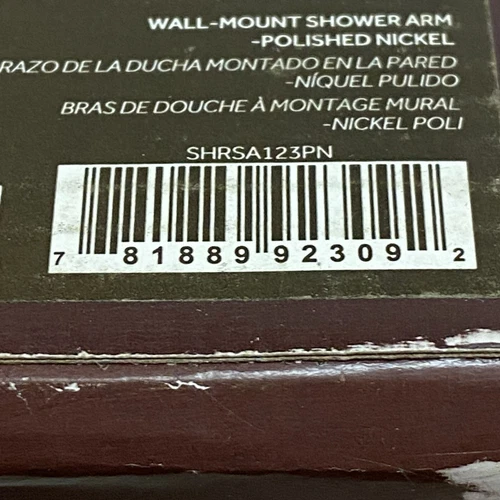 WALL-MOUNT SHOWER ARM
-POLISHED NICKEL
RAZO DE LA DUCHA MONTADO EN LA PARED
-NÍQUEL PULIDO
BRAS DE DOUCHE À MONTAGE MURAL
-NICKEL POLI
SHRSA123PN
7 81889 92309 2